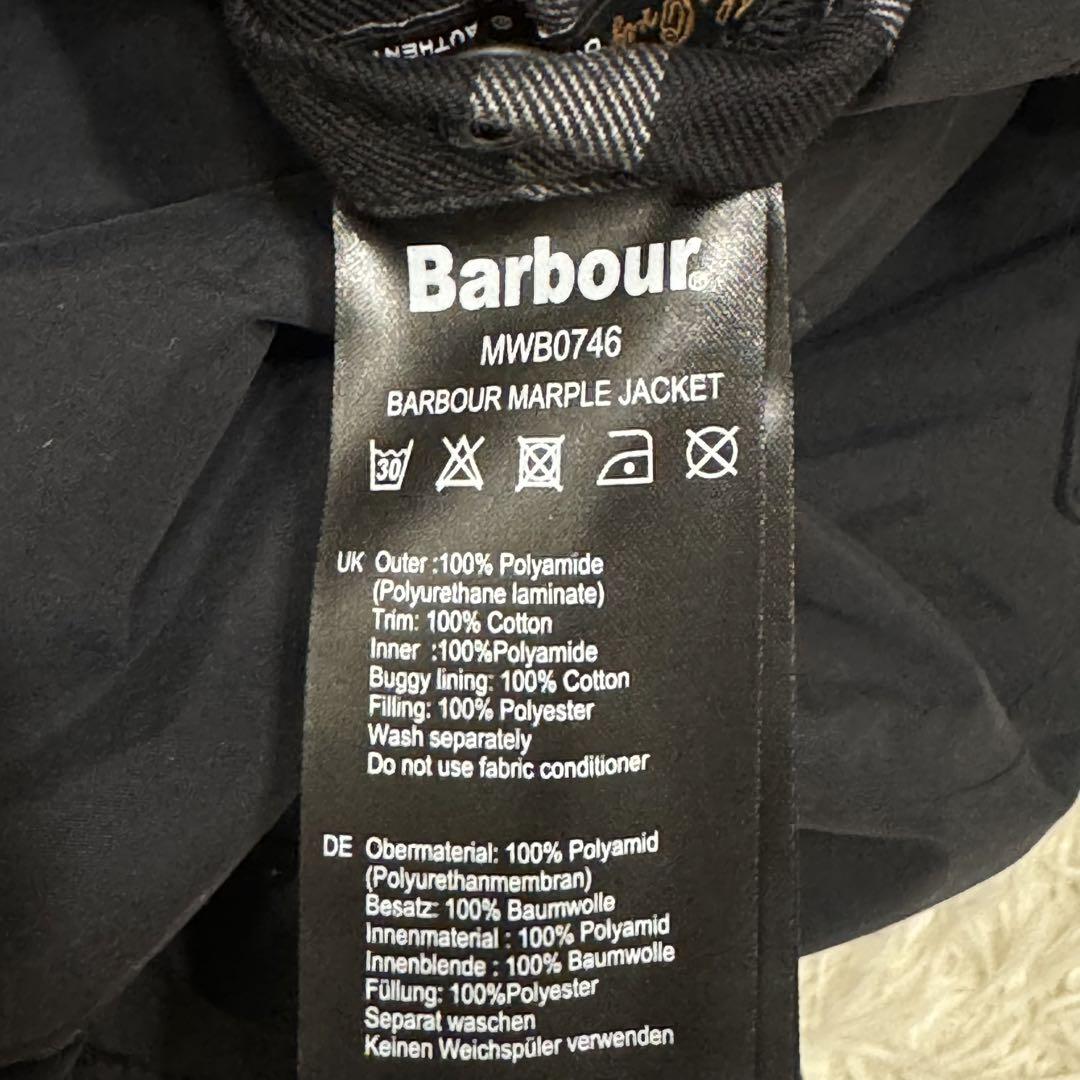 AUTHENT
Barbour®
MWB0746
BARBOUR MARPLE JACKET
30
UK Outer :100% Polyamide
(Polyurethane laminate)
Trim: 100% Cotton
Inner :100%Polyamide
Buggy lining: 100% Cotton
Filling: 100% Polyester
Wash separately
Do not use fabric conditioner
DE Obermaterial: 100% Polyamid
(Polyurethanmembran)
Besatz: 100% Baumwolle
Innenmaterial : 100% Polyamid
Innenblende : 100% Baumwolle
Füllung: 100%Polyester
Separat waschen
Keinen Weichspüler verwenden